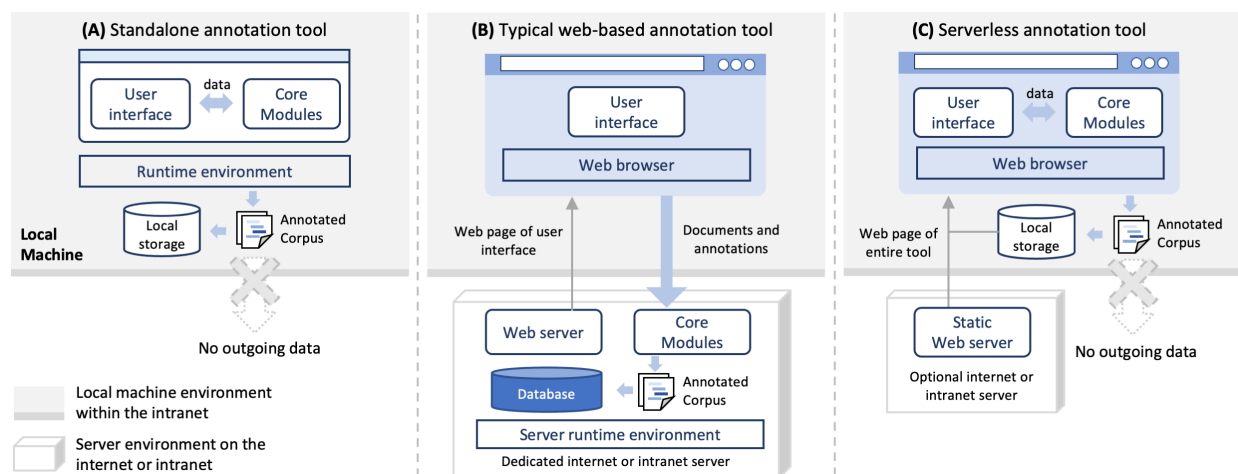 (A) Standalone annotation tool
User
interface
data
Core
Modules
Runtime environment
Local
storage
Annotated
Corpus
Local
Machine
No outgoing data
Local machine environment
within the intranet
Server environment on the
internet or intranet
(B) Typical web-based annotation tool
User
interface
Web browser
Web page of user
interface
Documents and
annotations
Web server
Core
Modules
Database
Annotated
Corpus
Server runtime environment
Dedicated internet or intranet server
(C) Serverless annotation tool
User
interface
data
Core
Modules
Web browser
Web page of
entire tool
Local
storage
Annotated
Corpus
Static
Web server
Optional internet or
intranet server
No outgoing data